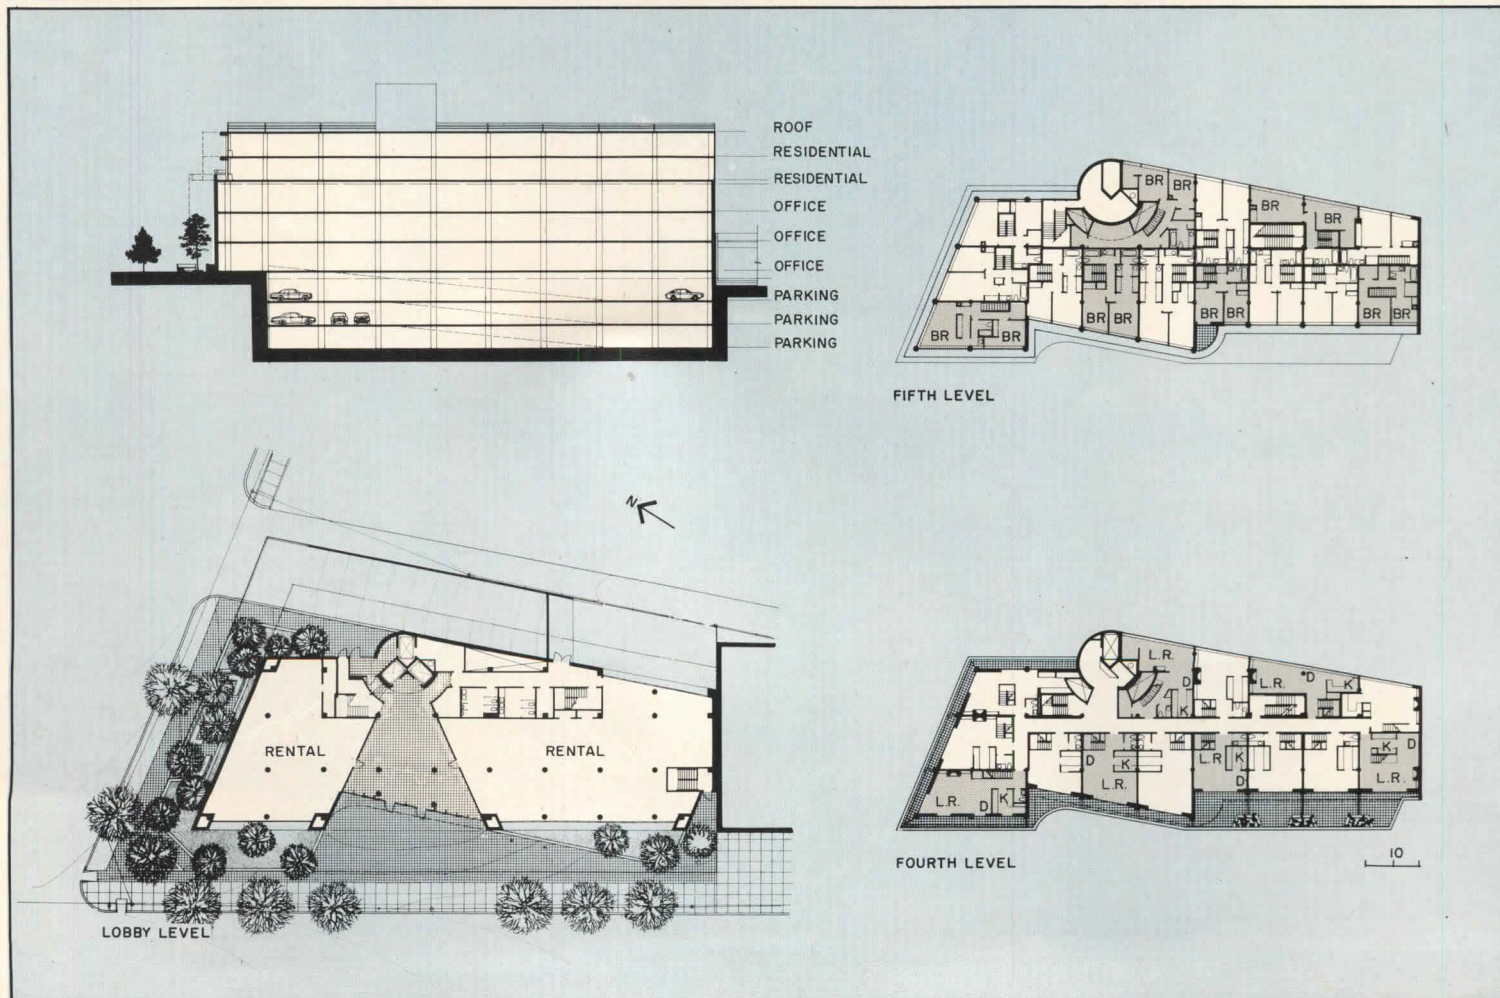 ROOF
RESIDENTIAL
RESIDENTIAL
OFFICE
OFFICE
OFFICE
PARKING
PARKING
PARKING
BR BR
BR
BR
BR BR
BR BR
BR BR
BR BR
FIFTH LEVEL
N
RENTAL
RENTAL
LOBBY LEVEL
L.R.
D
K
L.R.
D
K
D
K
L.R.
L.R
K
D
K D
L.R.
L.R.
D
K
FOURTH LEVEL
10